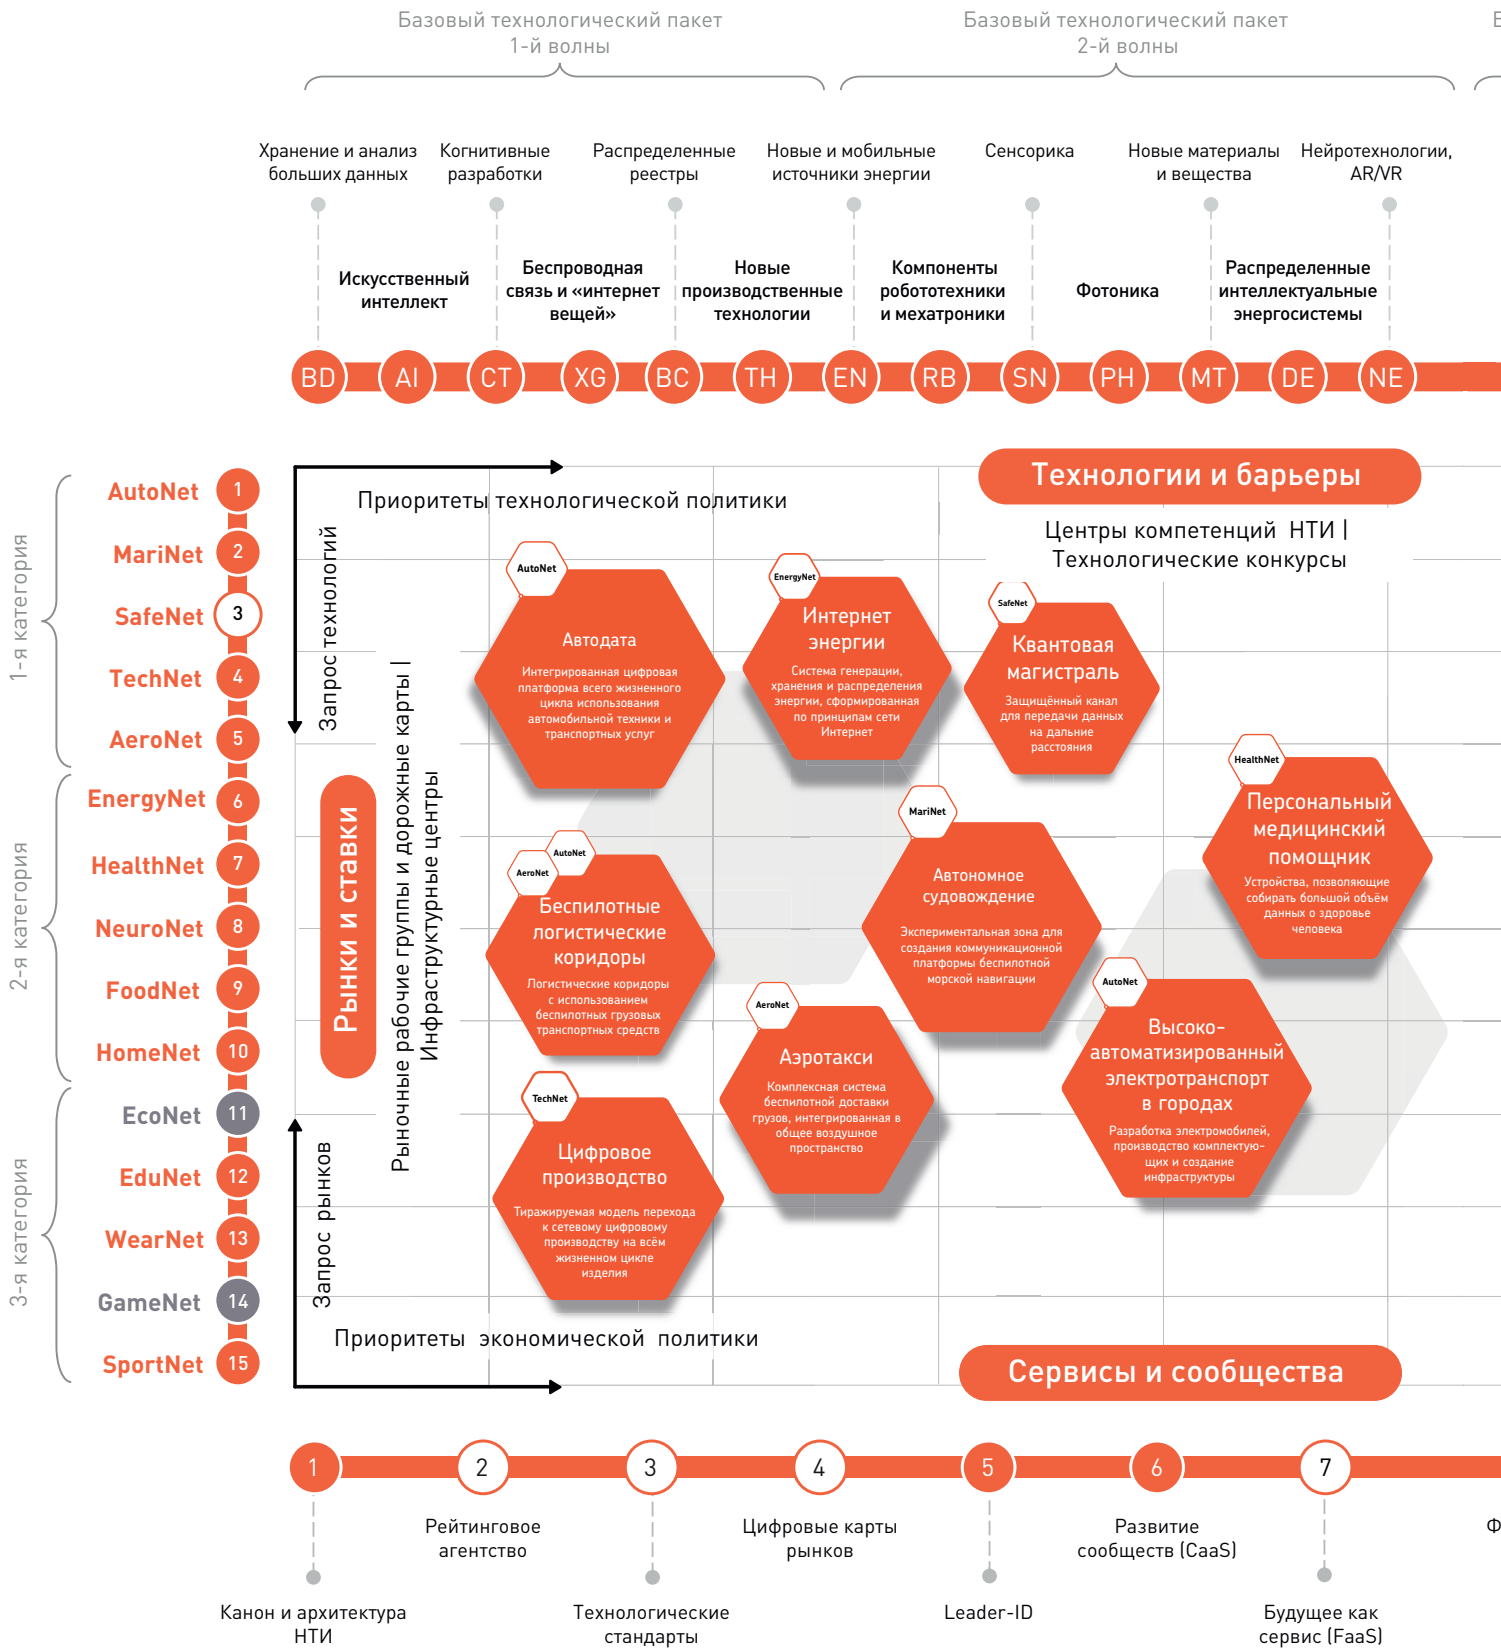 Базовый технологический пакет
1-й волны
Базовый технологический пакет
2-й волны
Хранение и анализ
больших данных
Когнитивные
разработки
Распределенные
реестры
Новые и мобильные
источники энергии
Сенсорика
Новые материалы
и вещества
Нейротехнологии,
AR/VR
Искусственный
интеллект
Беспроводная
связь и «интернет
вещей»
Новые
производственные
технологии
Компоненты
робототехники
и мехатроники
Фотоника
Распределенные
интеллектуальные
энергосистемы
BD
AI
CT
XG
BC
TH
EN
RB
SN
PH
MT
DE
NE
1-я категория
AutoNet
1
MariNet
2
SafeNet
3
TechNet
4
AeroNet
5
2-я категория
EnergyNet
6
HealthNet
7
NeuroNet
8
FoodNet
9
HomeNet
10
3-я категория
EcoNet
11
EduNet
12
WearNet
13
GameNet
14
SportNet
15
Приоритеты технологической политики
Запрос технологий
Технологии и барьеры
Центры компетенций НТИ |
Технологические конкурсы
Рынки и ставки
Рыночные рабочие группы и дорожные карты |
Инфраструктурные центры
AutoNet
Автодата
Интегрированная цифровая
платформа всего жизненного
цикла использования
автомобильной техники и
транспортных услуг
EnergyNet
Интернет
энергии
Система генерации,
хранения и распределения
энергии, сформированная
по принципам сети
Интернет
SafeNet
Квантовая
магистраль
Защищённый канал
для передачи данных
на дальние
расстояния
HealthNet
Персональный
медицинский
помощник
Устройства, позволяющие
собирать большой объём
данных о здоровье
человека
MariNet
Автономное
судовождение
Экспериментальная зона для
создания коммуникационной
платформы беспилотной
морской навигации
AutoNet
AeroNet
Беспилотные
логистические
коридоры
Логистические коридоры
с использованием
беспилотных грузовых
транспортных средств
AeroNet
Аэротакси
Комплексная система
беспилотной доставки
грузов, интегрированная в
общее воздушное
пространство
AutoNet
Высоко-
автоматизированный
электротранспорт
в городах
Разработка электромобилей,
производство комплектую-
щих и создание
инфраструктуры
TechNet
Цифровое
производство
Тиражируемая модель перехода
к сетевому цифровому
производству на всём
жизненном цикле
изделия
Запрос рынков
Приоритеты экономической политики
Сервисы и сообщества
1
2
3
4
5
6
7
Рейтинговое
агентство
Цифровые карты
рынков
Развитие
сообществ (CaaS)
Канон и архитектура
НТИ
Технологические
стандарты
Leader-ID
Будущее как
сервис (FaaS)